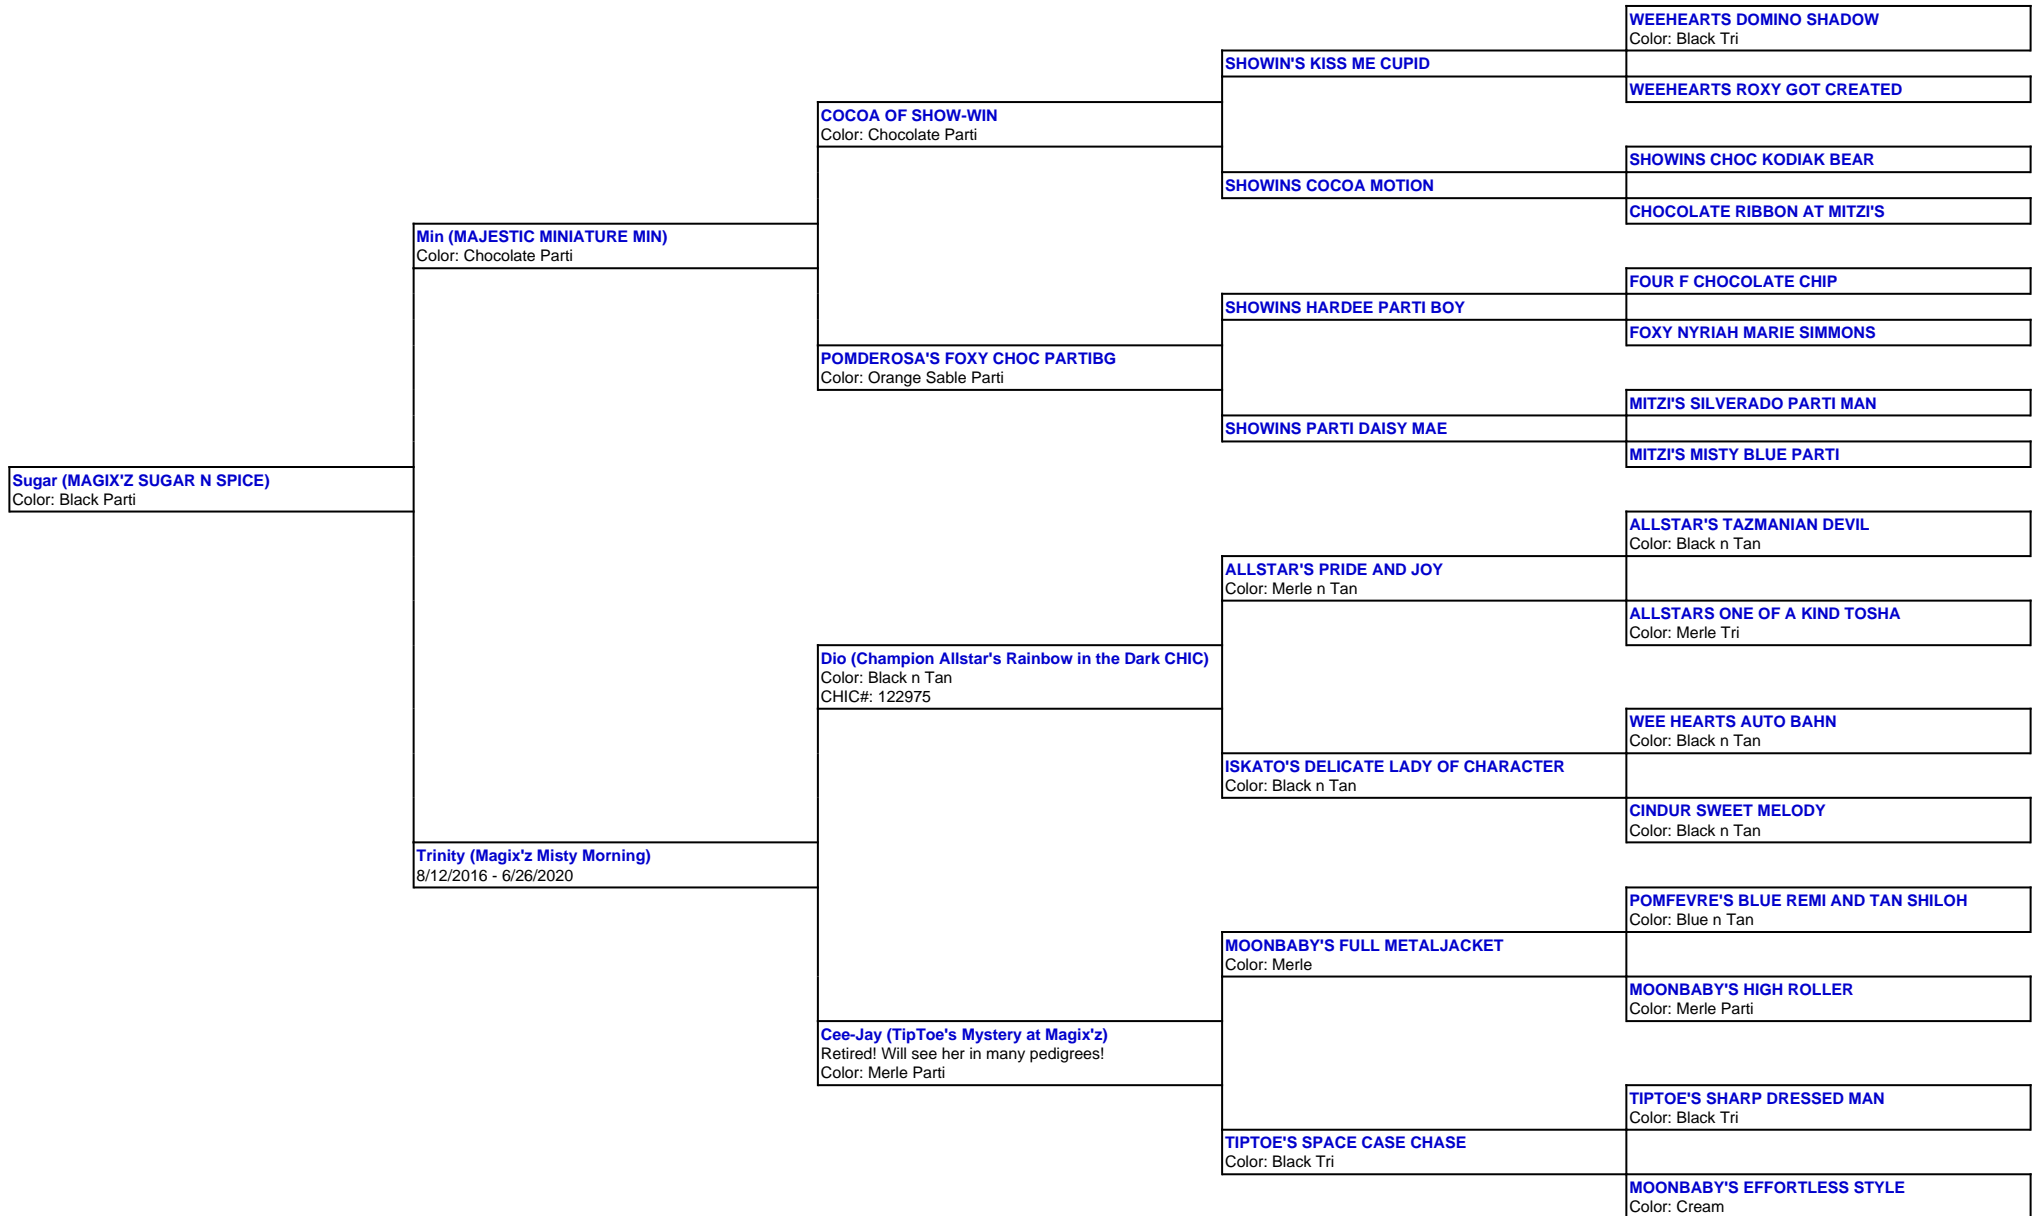 WEEHEARTS DOMINO SHADOW
Color: Black Tri
SHOWIN'S KISS ME CUPID
WEEHEARTS ROXY GOT CREATED
COCOA OF SHOW-WIN
Color: Chocolate Parti
SHOWINS CHOC KODIAK BEAR
SHOWINS COCOA MOTION
CHOCOLATE RIBBON AT MITZI'S
Min (MAJESTIC MINIATURE MIN)
Color: Chocolate Parti
FOUR F CHOCOLATE CHIP
SHOWINS HARDEE PARTI BOY
FOXY NYRIAH MARIE SIMMONS
POMDEROSA'S FOXY CHOC PARTIBG
Color: Orange Sable Parti
MITZI'S SILVERADO PARTI MAN
SHOWINS PARTI DAISY MAE
MITZI'S MISTY BLUE PARTI
Sugar (MAGIX'Z SUGAR N SPICE)
Color: Black Parti
ALLSTAR'S TAZMANIAN DEVIL
Color: Black n Tan
ALLSTAR'S PRIDE AND JOY
Color: Merle n Tan
ALLSTARS ONE OF A KIND TOSHA
Color: Merle Tri
Dio (Champion Allstar's Rainbow in the Dark CHIC)
Color: Black n Tan
CHIC#: 122975
WEE HEARTS AUTO BAHN
Color: Black n Tan
ISKATO'S DELICATE LADY OF CHARACTER
Color: Black n Tan
CINDUR SWEET MELODY
Color: Black n Tan
Trinity (Magix'z Misty Morning)
8/12/2016 - 6/26/2020
POMFEVRE'S BLUE REMI AND TAN SHILOH
Color: Blue n Tan
MOONBABY'S FULL METALJACKET
Color: Merle
MOONBABY'S HIGH ROLLER
Color: Merle Parti
Cee-Jay (TipToe's Mystery at Magix'z)
Retired! Will see her in many pedigrees!
Color: Merle Parti
TIPTOE'S SHARP DRESSED MAN
Color: Black Tri
TIPTOE'S SPACE CASE CHASE
Color: Black Tri
MOONBABY'S EFFORTLESS STYLE
Color: Cream